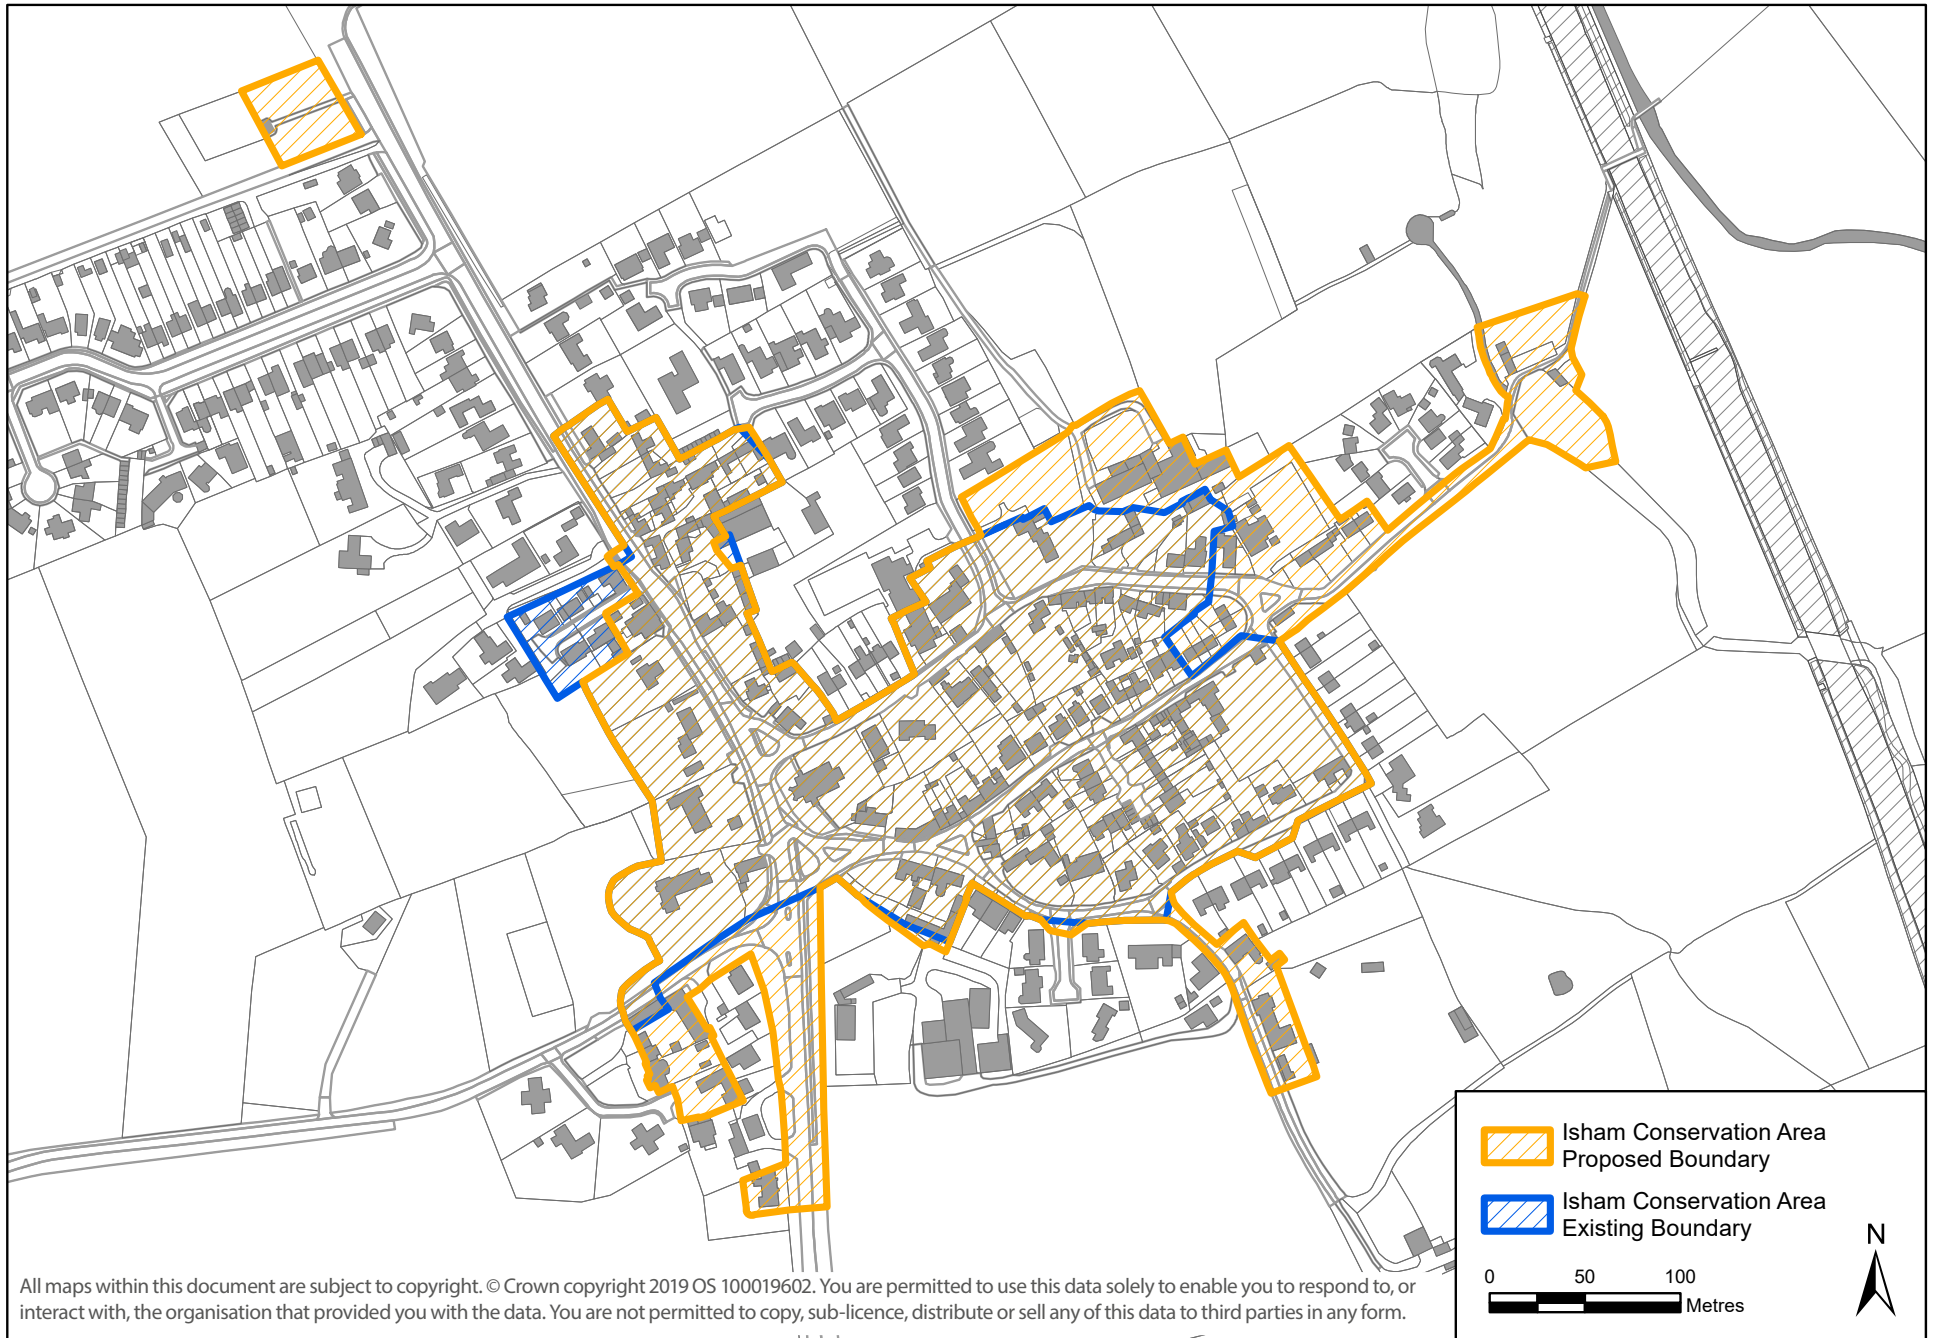 Isham Conservation Area
Proposed Boundary
Isham Conservation Area
Existing Boundary
N
0 50 100
Metres
All maps within this document are subject to copyright. © Crown copyright 2019 OS 100019602. You are permitted to use this data solely to enable you to respond to, or
interact with, the organisation that provided you with the data. You are not permitted to copy, sub-licence, distribute or sell any of this data to third parties in any form.